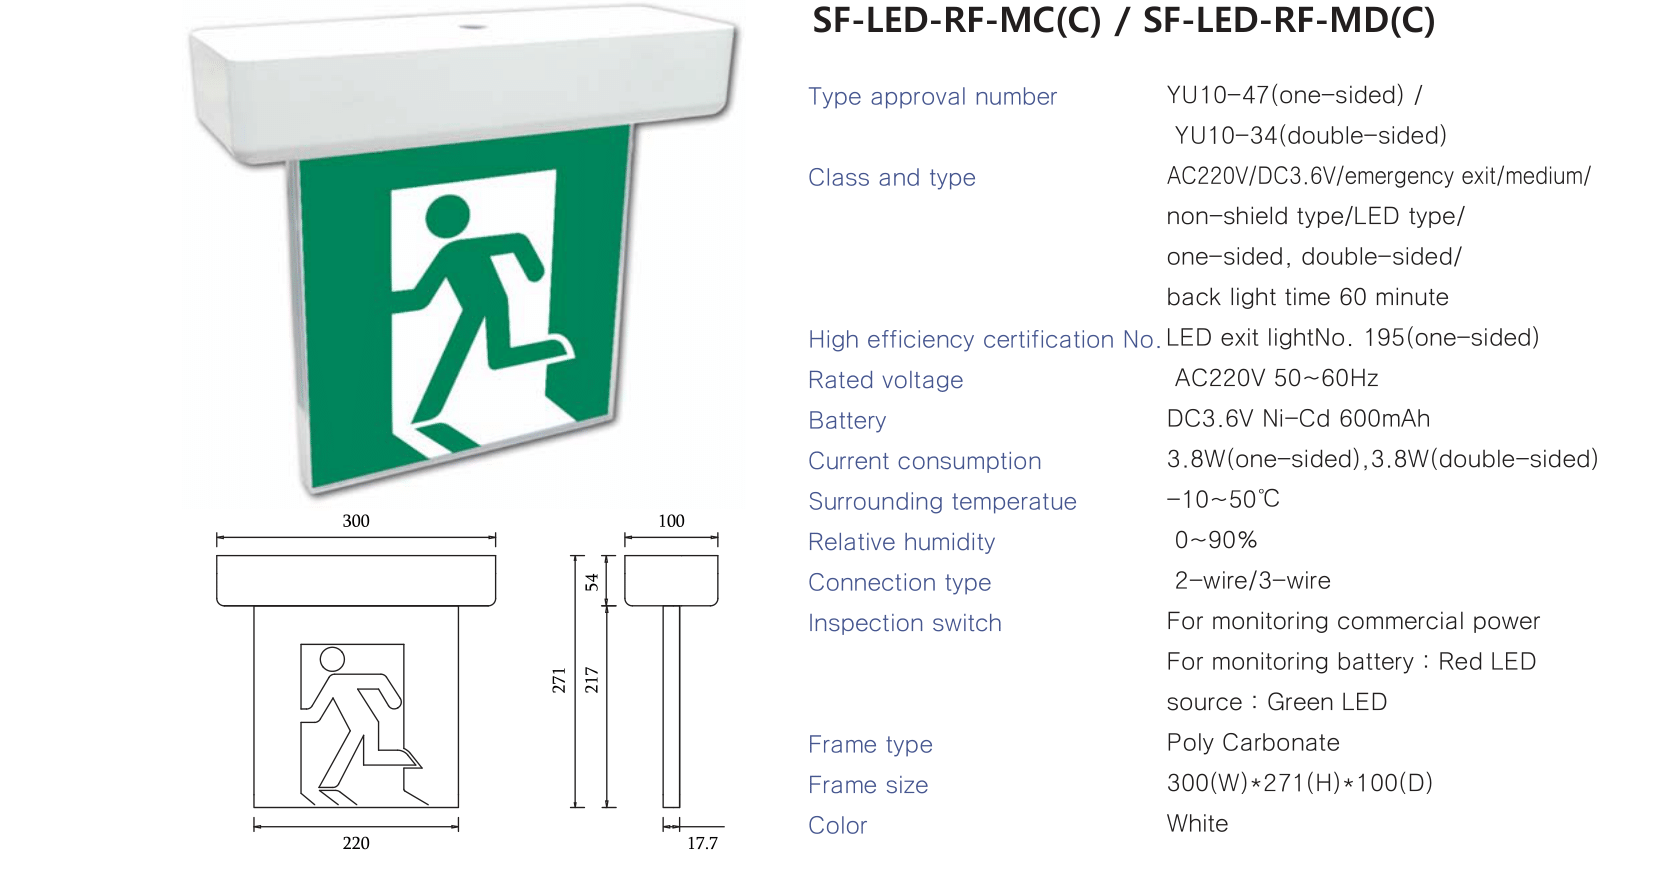 SF-LED-RF-MC(C) / SF-LED-RF-MD(C)
Type approval number YU10-47(one-sided) /
YU10-34(double-sided)
Class and type AC220V/DC3.6V/emergency exit/medium/
non-shield type/LED type/
one-sided, double-sided/
back light time 60 minute
High efficiency certification No. LED exit lightNo. 195(one-sided)
Rated voltage AC220V 50~60Hz
Battery DC3.6V Ni-Cd 600mAh
Current consumption 3.8W(one-sided),3.8W(double-sided)
Surrounding temperatue -10~50℃
Relative humidity 0~90%
Connection type 2-wire/3-wire
Inspection switch For monitoring commercial power
For monitoring battery : Red LED
source : Green LED
Frame type Poly Carbonate
Frame size 300(W)*271(H)*100(D)
Color White
300
100
54
271
217
220
17.7